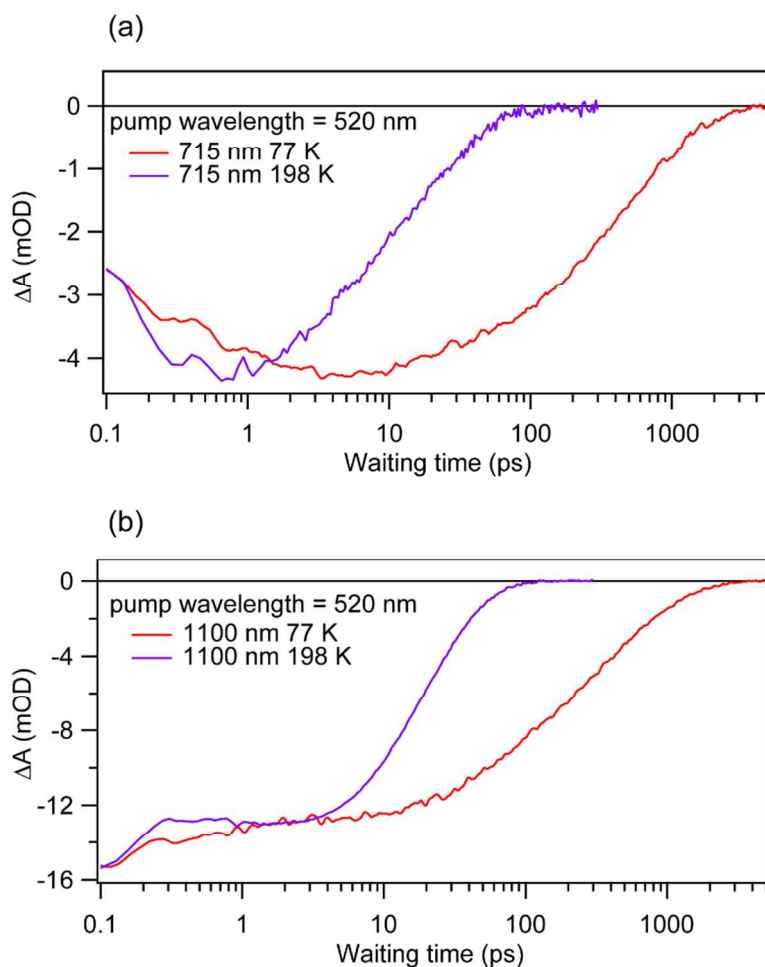 (a)
0
-1
-2
-3
-4
ΔA (mOD)
pump wavelength = 520 nm
715 nm 77 K
715 nm 198 K
0.1
1
10
100
1000
Waiting time (ps)
(b)
0
-4
-8
-12
-16
ΔA (mOD)
pump wavelength = 520 nm
1100 nm 77 K
1100 nm 198 K
0.1
1
10
100
1000
Waiting time (ps)